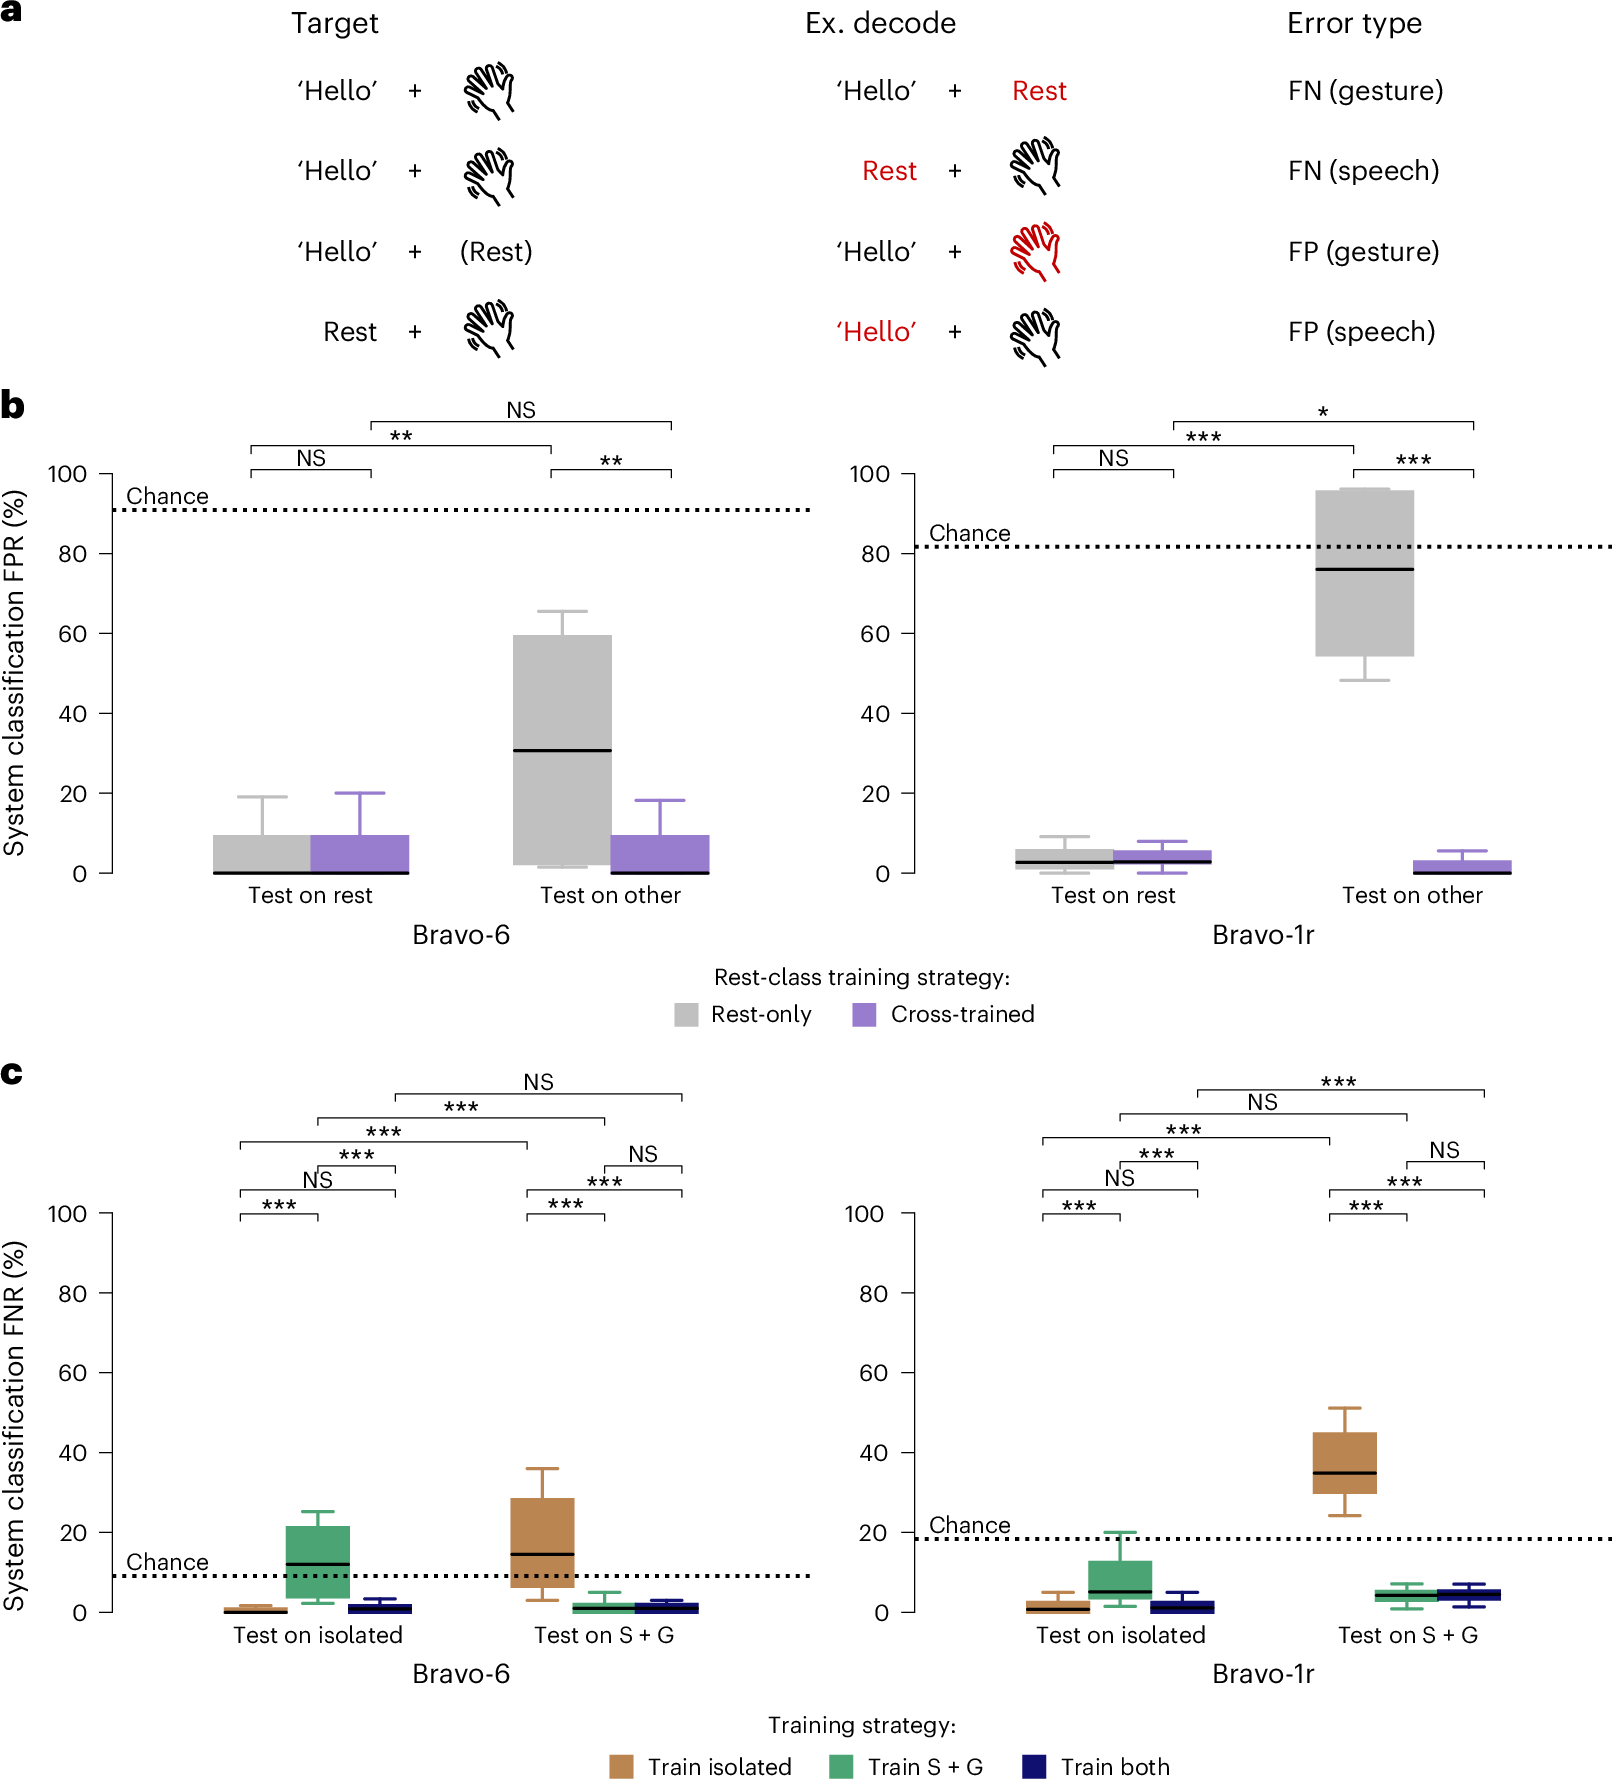 a
Target Ex. decode Error type
‘Hello’ + ‘Hello’ + Rest FN (gesture)
‘Hello’ + Rest + FN (speech)
‘Hello’ + (Rest) ‘Hello’ + FP (gesture)
Rest + ‘Hello’ + FP (speech)
b
System classification FPR (%)
NS
**
NS **
100
Chance
80
60
40
20
0
Test on rest Test on other
Bravo-6
*
***
NS ***
100
Chance
80
60
40
20
0
Test on rest Test on other
Bravo-1r
Rest-class training strategy:
Rest-only Cross-trained
c
System classification FNR (%)
NS
***
***
*** NS
NS ***
*** ***
100
80
60
40
20
Chance
0
Test on isolated Test on S + G
Bravo-6
***
NS
***
*** NS
NS ***
*** ***
100
80
60
40
20
Chance
0
Test on isolated Test on S + G
Bravo-1r
Training strategy:
Train isolated Train S + G Train both